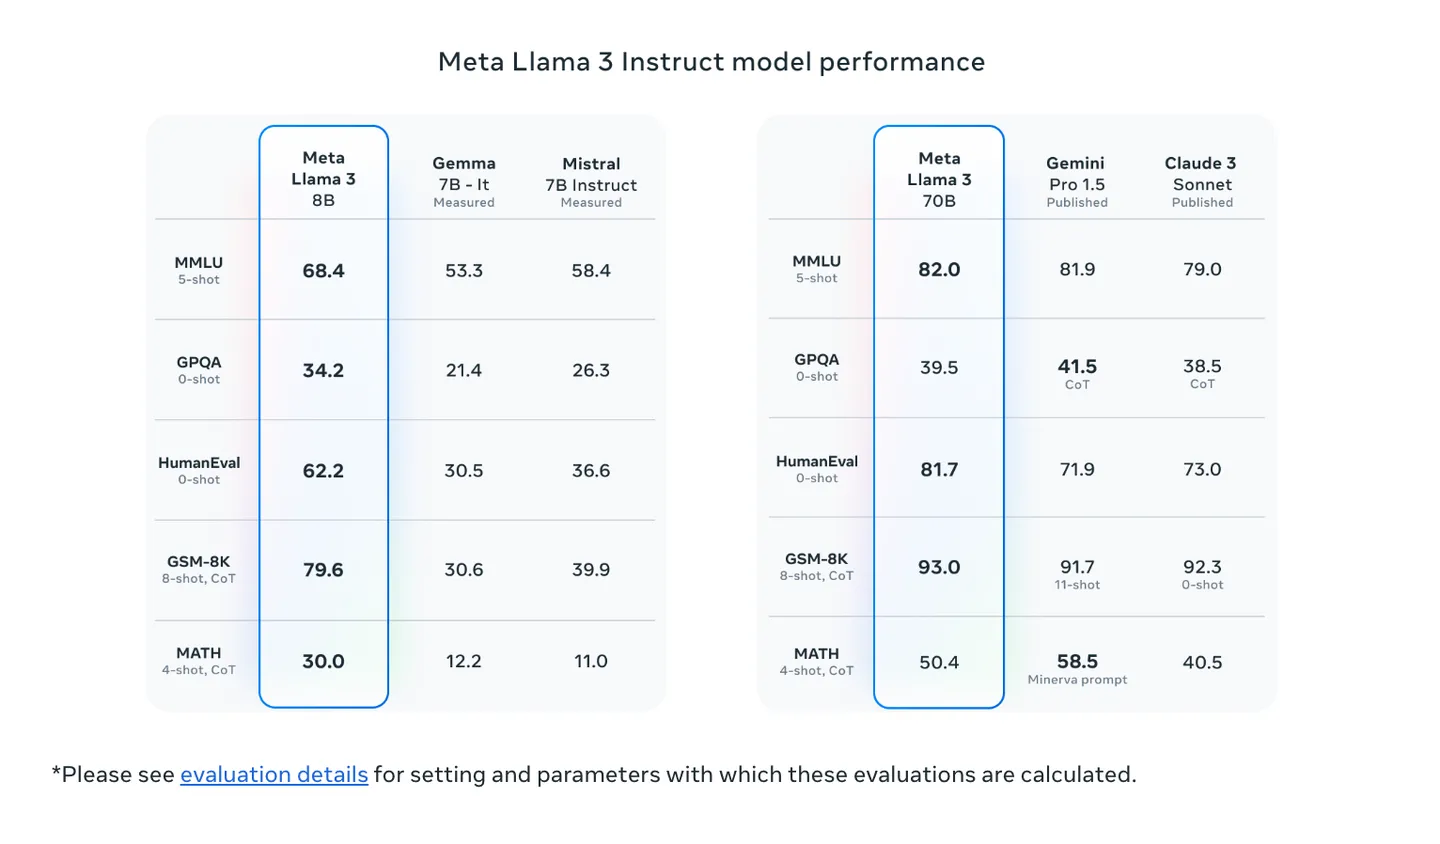 Meta Llama 3 Instruct model performance
Meta
Llama 3
8B
Gemma
7B - It
Measured
Mistral
7B Instruct
Measured
MMLU
5-shot
68.4
53.3
58.4
GPQA
0-shot
34.2
21.4
26.3
HumanEval
0-shot
62.2
30.5
36.6
GSM-8K
8-shot, CoT
79.6
30.6
39.9
MATH
4-shot, CoT
30.0
12.2
11.0
Meta
Llama 3
70B
Gemini
Pro 1.5
Published
Claude 3
Sonnet
Published
MMLU
5-shot
82.0
81.9
79.0
GPQA
0-shot
39.5
41.5
CoT
38.5
CoT
HumanEval
0-shot
81.7
71.9
73.0
GSM-8K
8-shot, CoT
93.0
91.7
11-shot
92.3
0-shot
MATH
4-shot, CoT
50.4
58.5
Minerva prompt
40.5
*Please see evaluation details for setting and parameters with which these evaluations are calculated.